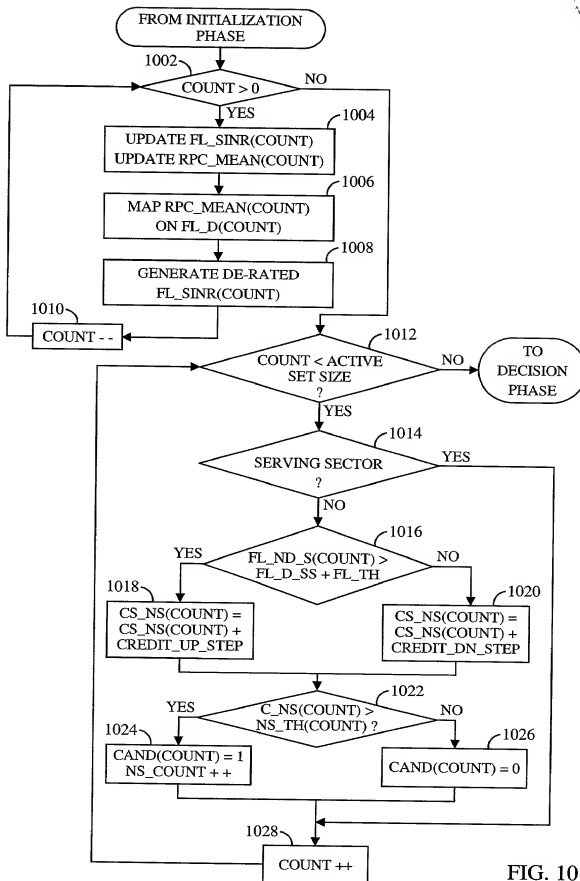 FROM INITIALIZATION
PHASE
1002
COUNT > 0
NO
YES
1004
UPDATE FL_SINR(COUNT)
UPDATE RPC_MEAN(COUNT)
1006
MAP RPC_MEAN(COUNT)
ON FL_D(COUNT)
1008
GENERATE DE-RATED
FL_SINR(COUNT)
1010
COUNT - -
1012
COUNT < ACTIVE
SET SIZE
?
NO
TO
DECISION
PHASE
YES
1014
SERVING SECTOR
?
YES
NO
1016
FL_ND_S(COUNT) >
FL_D_SS + FL_TH
YES
NO
1018
CS_NS(COUNT) =
CS_NS(COUNT) +
CREDIT_UP_STEP
1020
CS_NS(COUNT) =
CS_NS(COUNT) +
CREDIT_DN_STEP
1022
C_NS(COUNT) >
NS_TH(COUNT) ?
YES
NO
1024
CAND(COUNT) = 1
NS_COUNT ++
1026
CAND(COUNT) = 0
1028
COUNT ++
FIG. 10